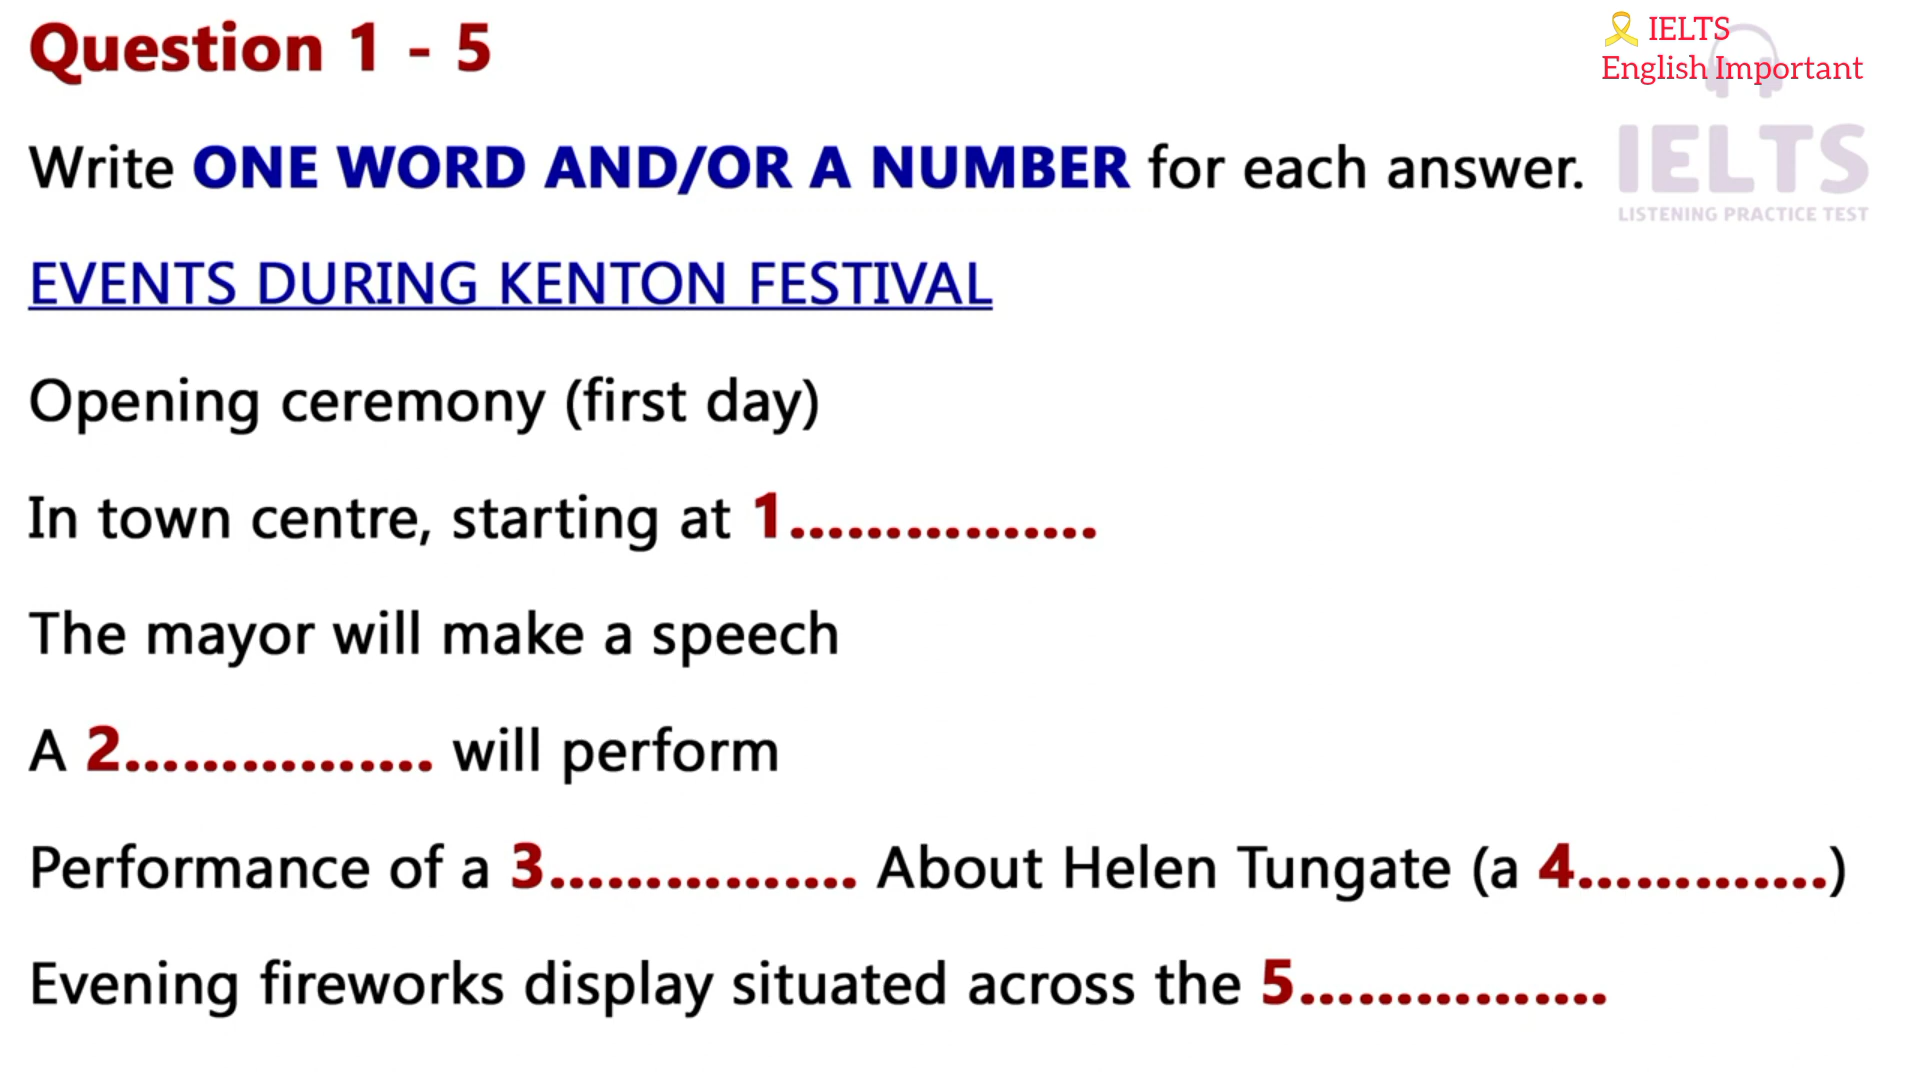 Question 1 - 5
IELTS
English Important
Write ONE WORD AND/OR A NUMBER for each answer.
IELTS
LISTENING PRACTICE TEST
EVENTS DURING KENTON FESTIVAL
Opening ceremony (first day)
In town centre, starting at 1................
The mayor will make a speech
A 2................ will perform
Performance of a 3................ About Helen Tungate (a 4.............)
Evening fireworks display situated across the 5................